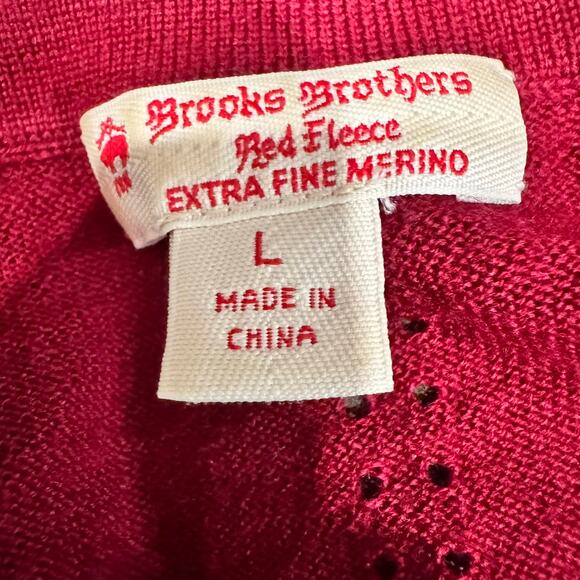 Brooks Brothers
Red Fleece
EXTRA FINE MERINO
L
MADE IN
CHINA